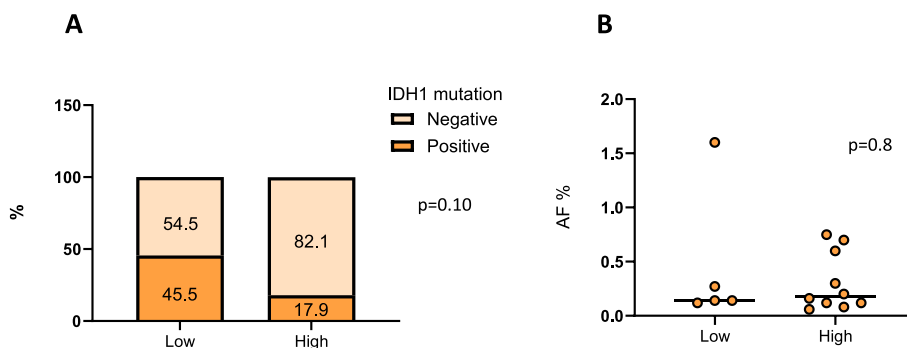 A
150
100
50
0
%
54.5
45.5
82.1
17.9
Low
High
IDH1 mutation
Negative
Positive
p=0.10
B
2.0
1.5
1.0
0.5
0.0
AF %
p=0.8
Low
High